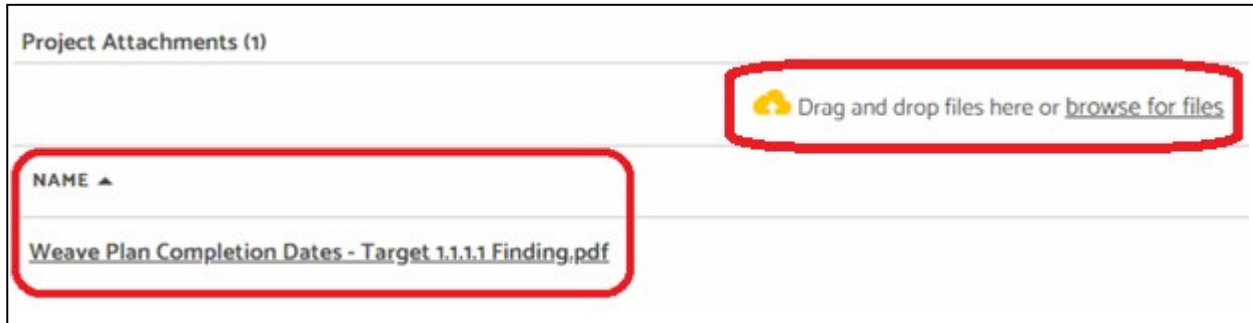 Project Attachments (1)
Drag and drop files here or browse for files
NAME ▲
Weave Plan Completion Dates - Target 1.1.1.1 Finding.pdf